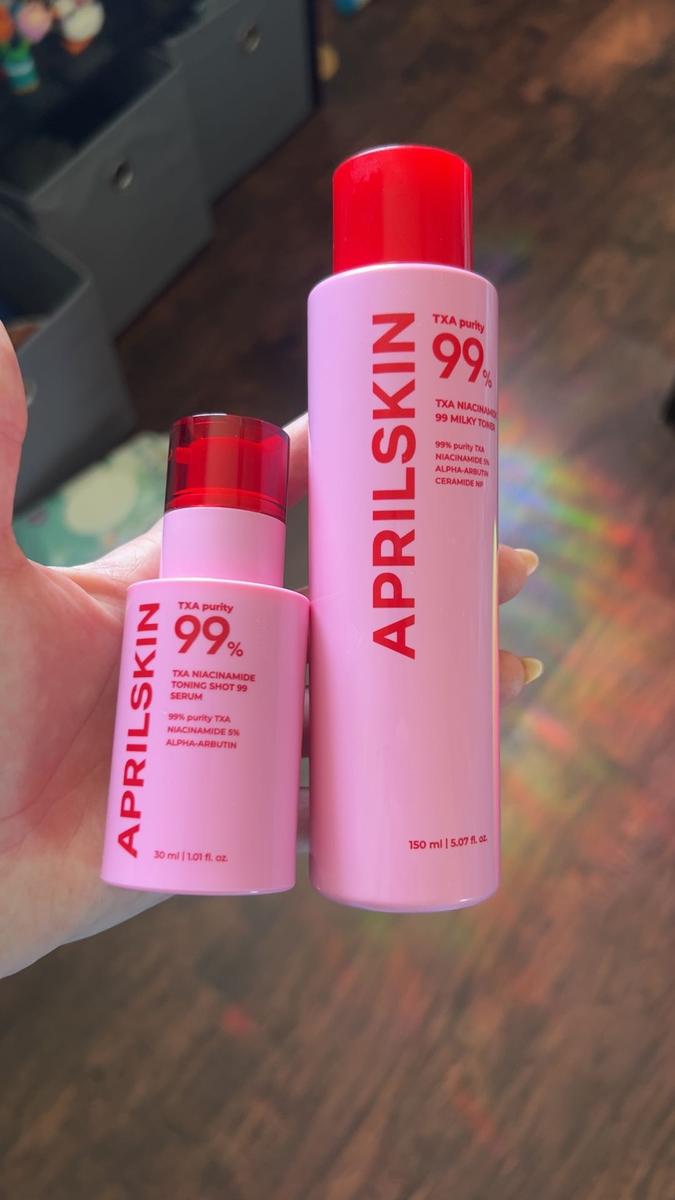 APRILSKIN
TXA purity
99%
TXA NIACINAMIDE
TONING SHOT 99
SERUM
99% purity TXA
NIACINAMIDE 5%
ALPHA-ARBUTIN
30 ml | 1.01 fl. oz.
APRILSKIN
TXA purity
99%
TXA NIACINAMIDE
99 MILKY TONER
99% purity TXA
NIACINAMIDE 5%
ALPHA-ARBUTIN
CERAMIDE NP
150 ml | 5.07 fl. oz.